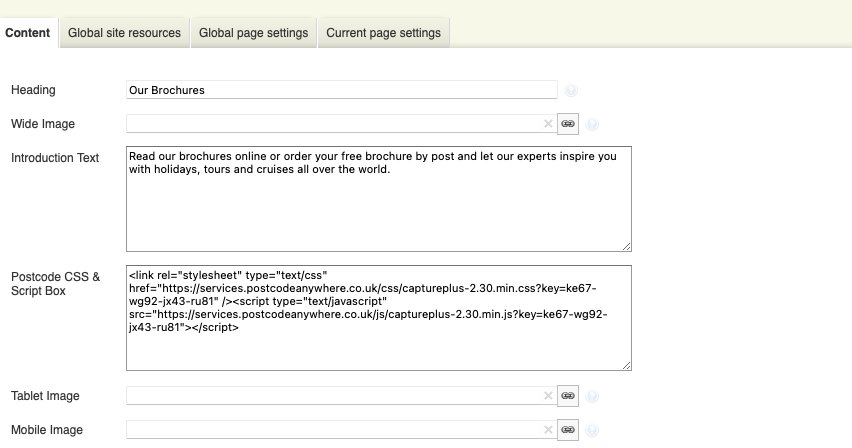 Content Global site resources Global page settings Current page settings
Heading Our Brochures
Wide Image
Introduction Text Read our brochures online or order your free brochure by post and let our experts inspire you
with holidays, tours and cruises all over the world.
Postcode CSS & <link rel="stylesheet" type="text/css"
Script Box href="https://services.postcodeanywhere.co.uk/css/captureplus-2.30.min.css?key=ke67-
wg92-jx43-ru81" /><script type="text/javascript"
src="https://services.postcodeanywhere.co.uk/js/captureplus-2.30.min.js?key=ke67-wg92-
jx43-ru81"></script>
Tablet Image
Mobile Image